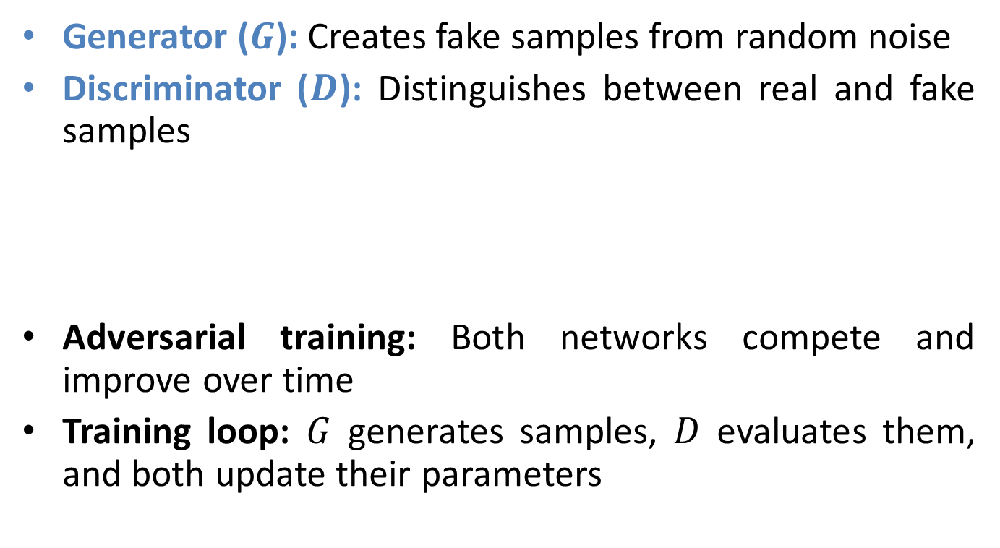 • Generator (G): Creates fake samples from random noise
• Discriminator (D): Distinguishes between real and fake
samples
• Adversarial training: Both networks compete and
improve over time
• Training loop: G generates samples, D evaluates them,
and both update their parameters